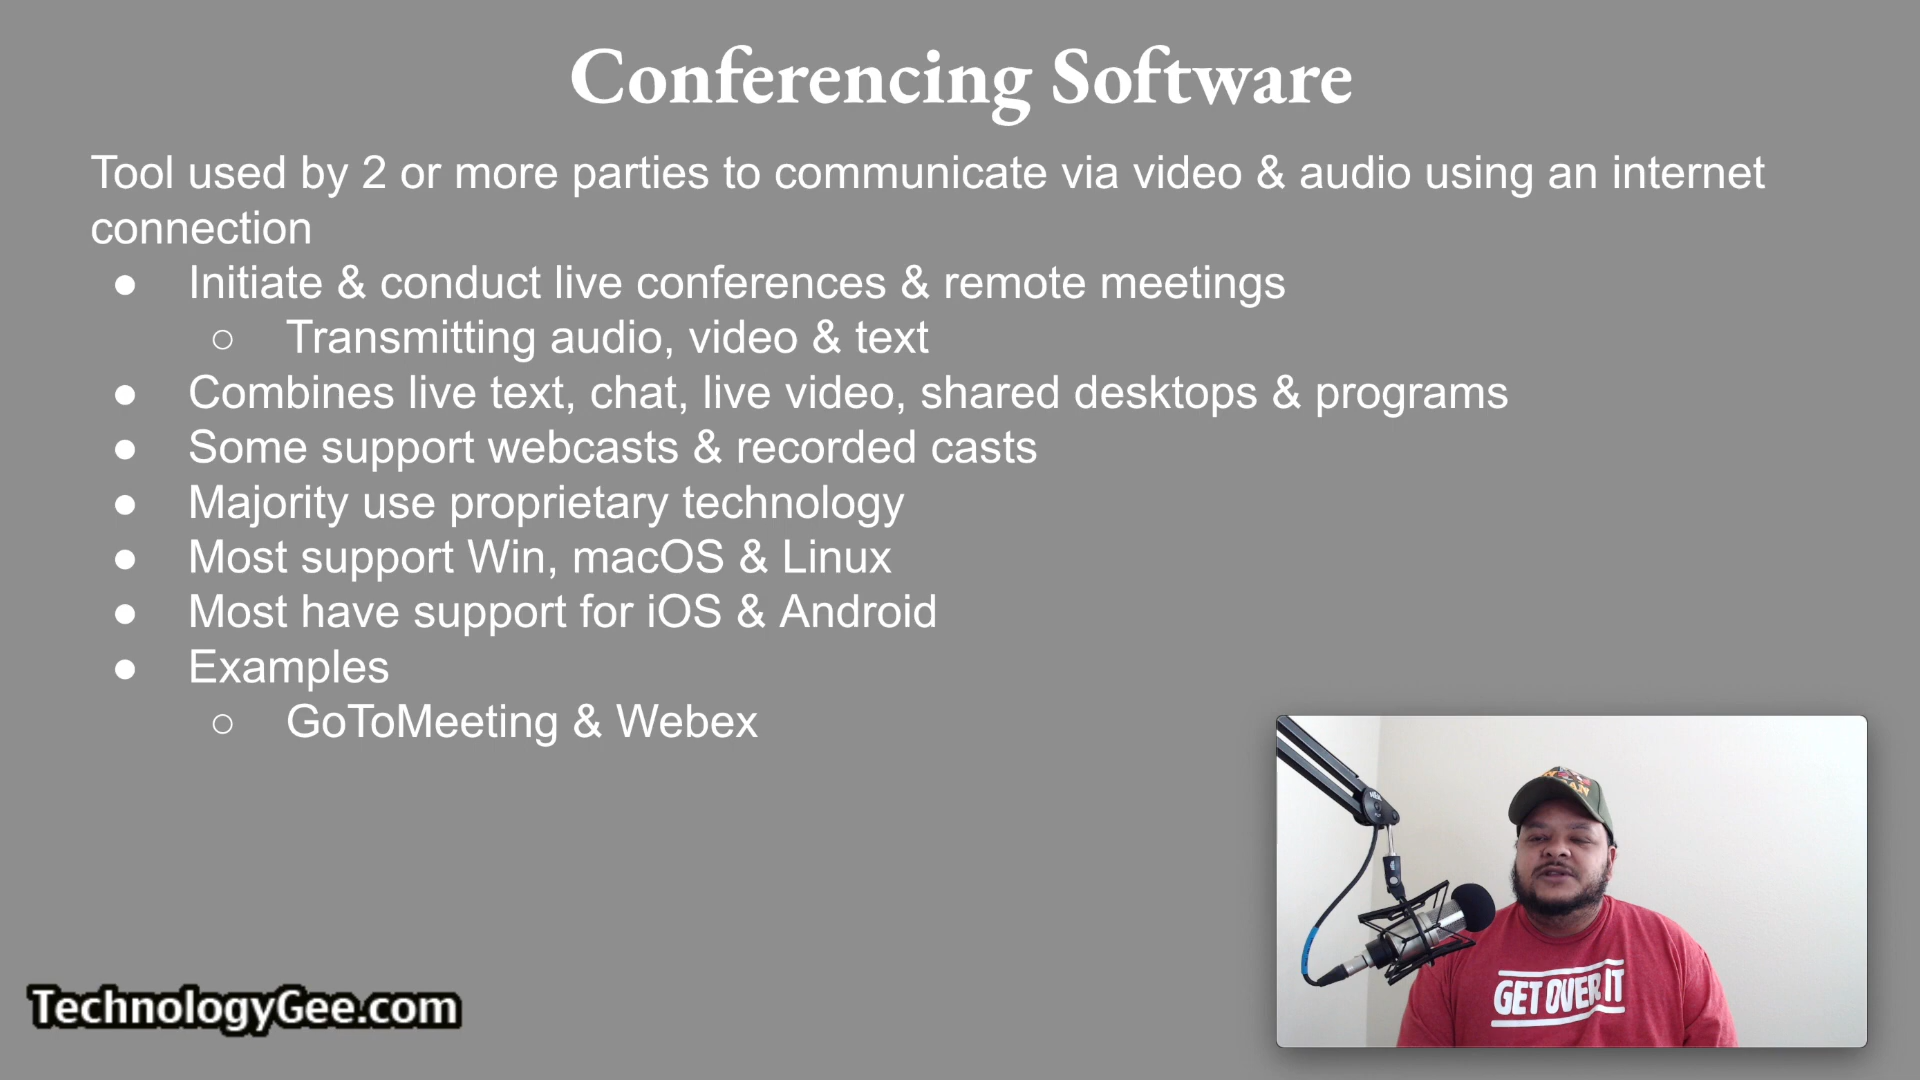 Conferencing Software
Tool used by 2 or more parties to communicate via video & audio using an internet
connection
● Initiate & conduct live conferences & remote meetings
○ Transmitting audio, video & text
● Combines live text, chat, live video, shared desktops & programs
● Some support webcasts & recorded casts
● Majority use proprietary technology
● Most support Win, macOS & Linux
● Most have support for iOS & Android
● Examples
○ GoToMeeting & Webex
GET OVER IT
TechnologyGee.com